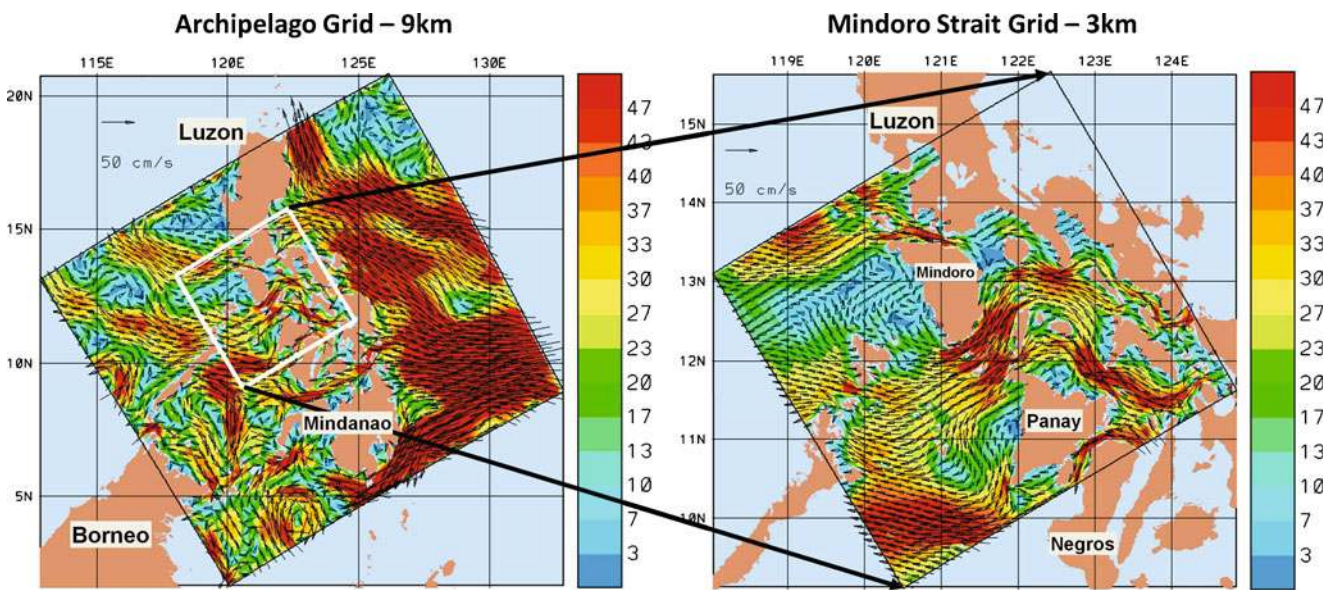 Archipelago Grid – 9km
Mindoro Strait Grid – 3km
115E 120E 125E 130E
119E 120E 121E 122E 123E 124E
20N
15N
10N
5N
50 cm/s
Luzon
Mindanao
Borneo
47
43
40
37
33
30
27
23
20
17
13
10
7
3
15N
14N
13N
12N
11N
10N
50 cm/s
Luzon
Mindoro
Panay
Negros
47
43
40
37
33
30
27
23
20
17
13
10
7
3